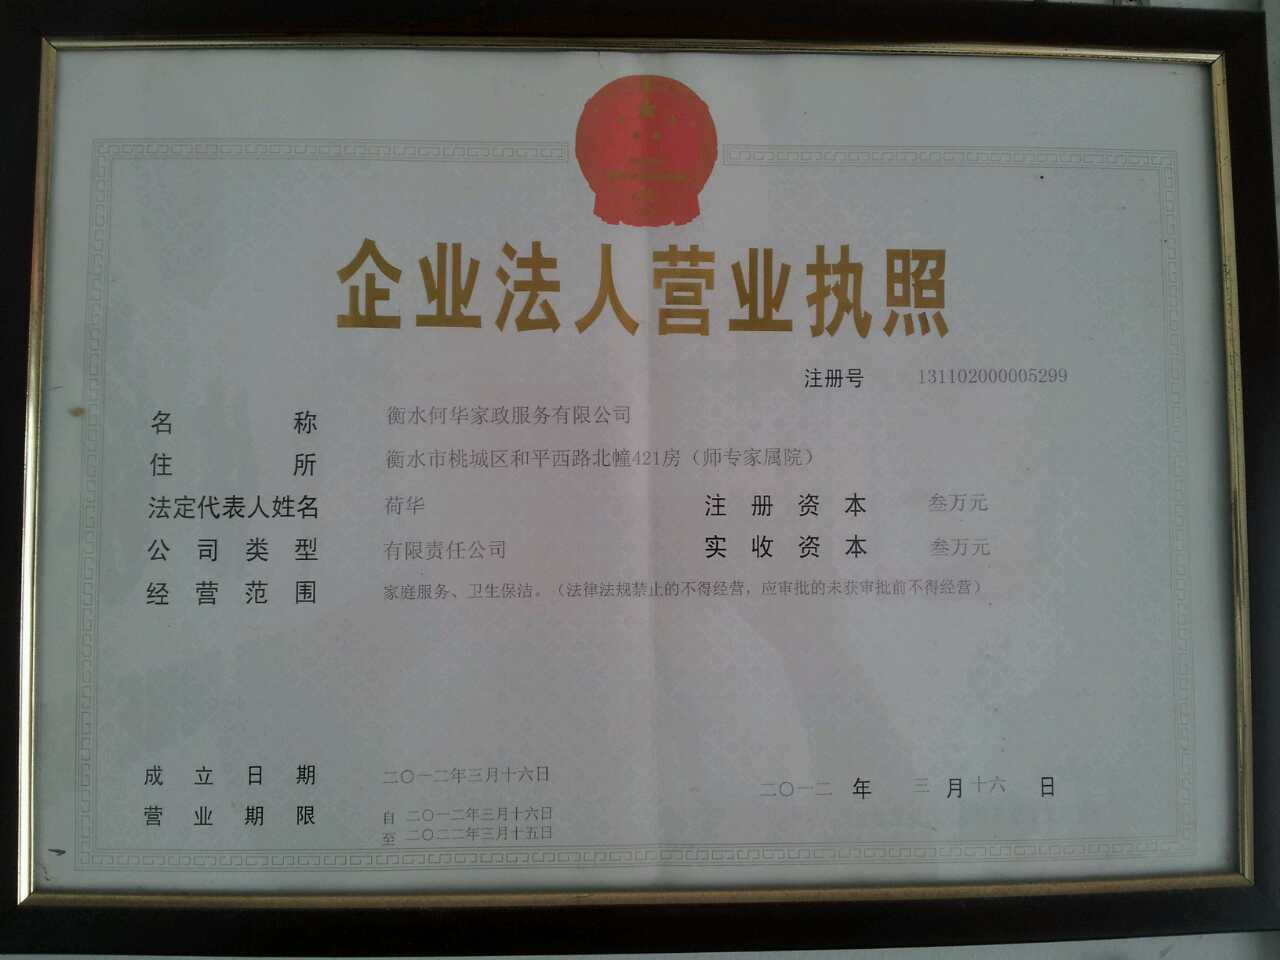 企业法人营业执照
注册号 131102000005299
名称 衡水何华家政服务有限公司
住所 衡水市桃城区和平西路北幢421房（师专家属院）
法定代表人姓名 荷华 注册资本 叁万元
公司类型 有限责任公司 实收资本 叁万元
经营范围 家庭服务、卫生保洁。（法律法规禁止的不得经营，应审批的未获审批前不得经营）
成立日期 二〇一二年三月十六日 二〇一二年三月十六日
营业期限 自 二〇一二年三月十六日
至 二〇二二年三月十五日